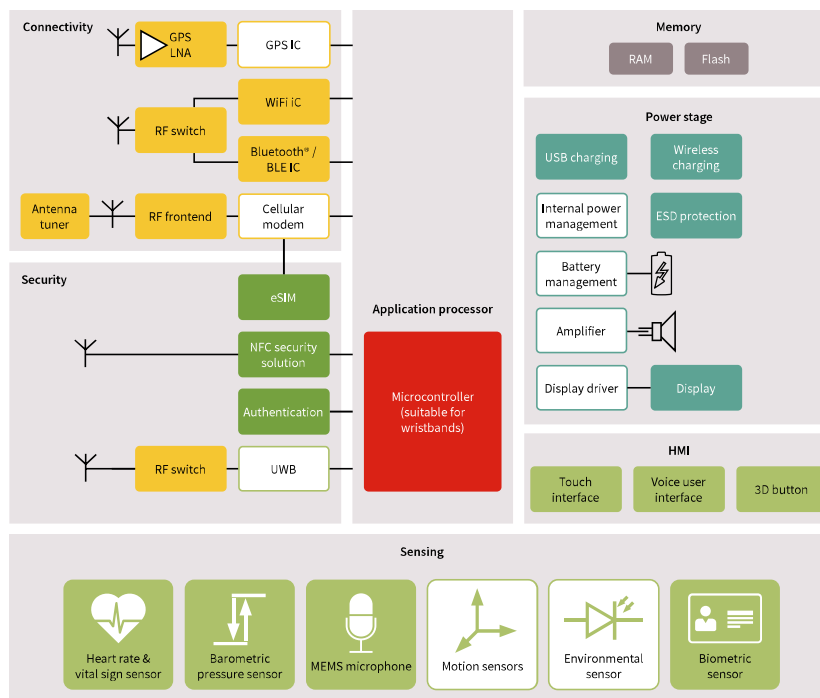 Connectivity
GPS
LNA
GPS IC
WiFi iC
RF switch
Bluetooth® /
BLE IC
Antenna
tuner
RF frontend
Cellular
modem
Security
eSIM
NFC security
solution
Authentication
RF switch
UWB
Application processor
Microcontroller
(suitable for
wristbands)
Memory
RAM
Flash
Power stage
USB charging
Wireless
charging
Internal power
management
ESD protection
Battery
management
Amplifier
Display driver
Display
HMI
Touch
interface
Voice user
interface
3D button
Sensing
Heart rate &
vital sign sensor
Barometric
pressure sensor
MEMS microphone
Motion sensors
Environmental
sensor
Biometric
sensor